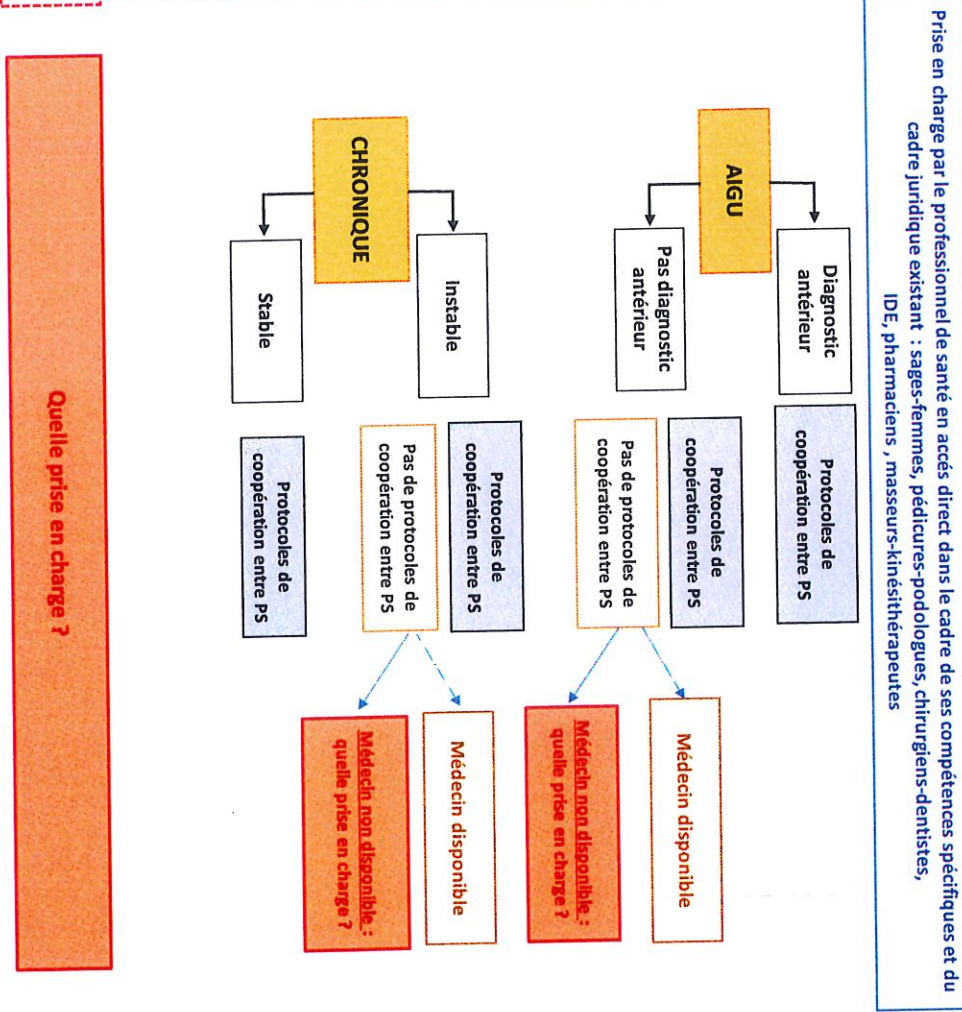 Prise en charge par le professionnel de santé en accés direct dans le cadre de ses compétences spécifiques et du
cadre juridique existant : sages-femmes, pédicures-podologues, chirurgiens-dentistes,
IDE, pharmaciens , masseurs-kinésithérapeutes
AIGU
Diagnostic
antérieur
Protocoles de
coopération entre PS
Pas diagnostic
antérieur
Protocoles de
coopération entre PS
Pas de protocoles de
coopération entre PS
Médecin disponible
Médecin non disponible :
quelle prise en charge ?
CHRONIQUE
Instable
Protocoles de
coopération entre PS
Pas de protocoles de
coopération entre PS
Médecin disponible
Médecin non disponible :
quelle prise en charge ?
Stable
Protocoles de
coopération entre PS
Quelle prise en charge ?